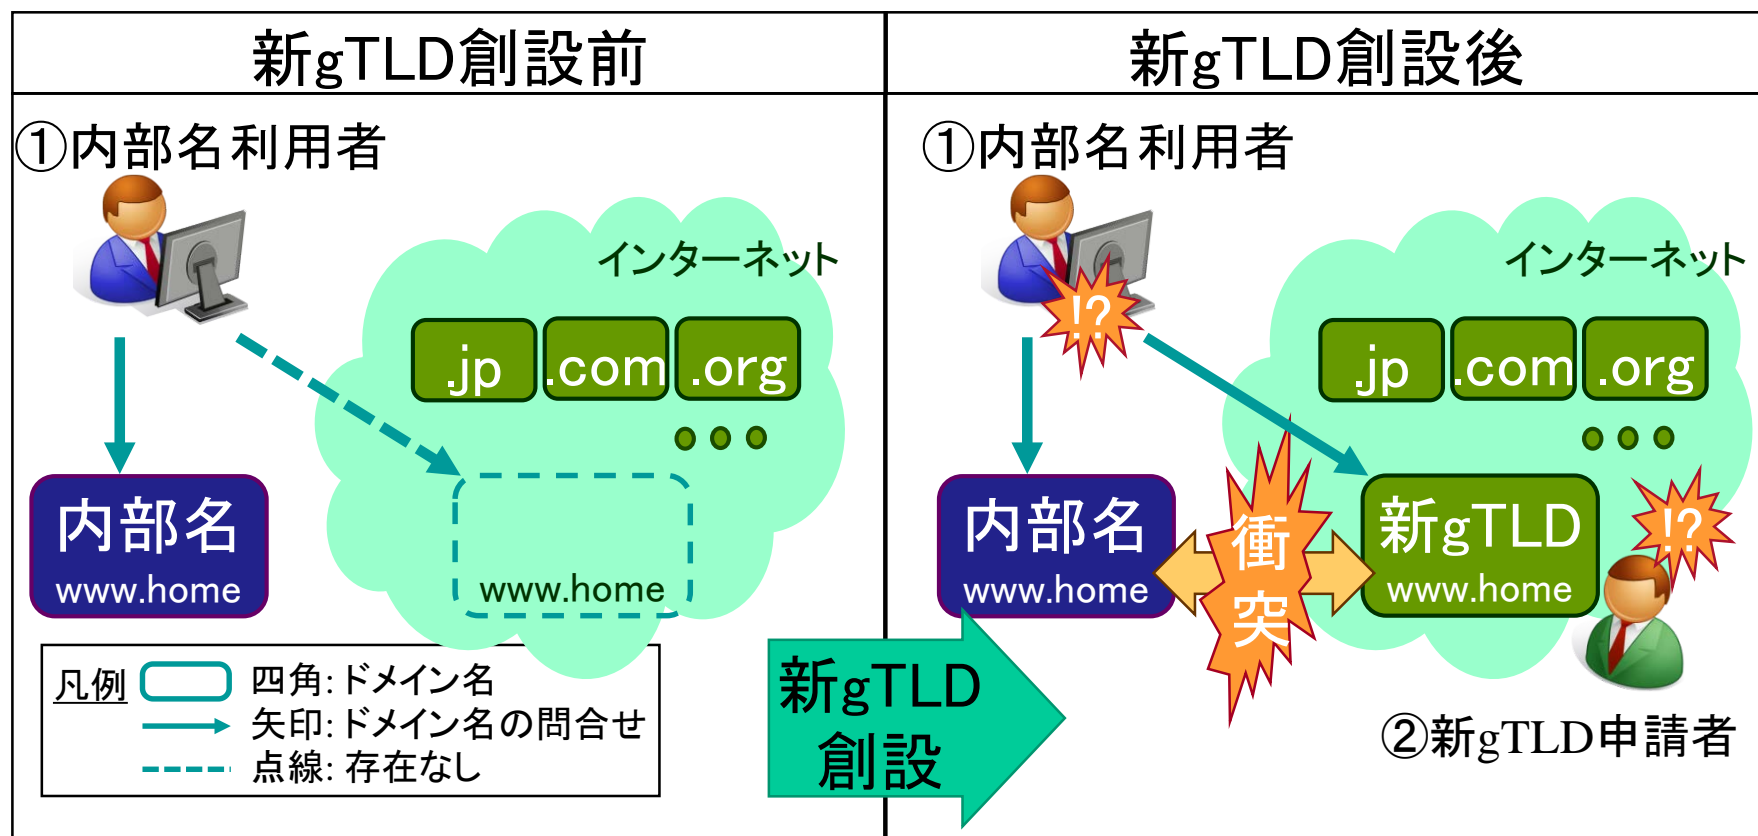 新gTLD創設前
①内部名利用者
インターネット
.jp
.com
.org
内部名
www.home
www.home
凡例
四角：ドメイン名
矢印：ドメイン名の問合せ
点線：存在なし
新gTLD
創設
新gTLD創設後
①内部名利用者
!?
インターネット
.jp
.com
.org
内部名
www.home
衝
突
新gTLD
www.home
!?
②新gTLD申請者